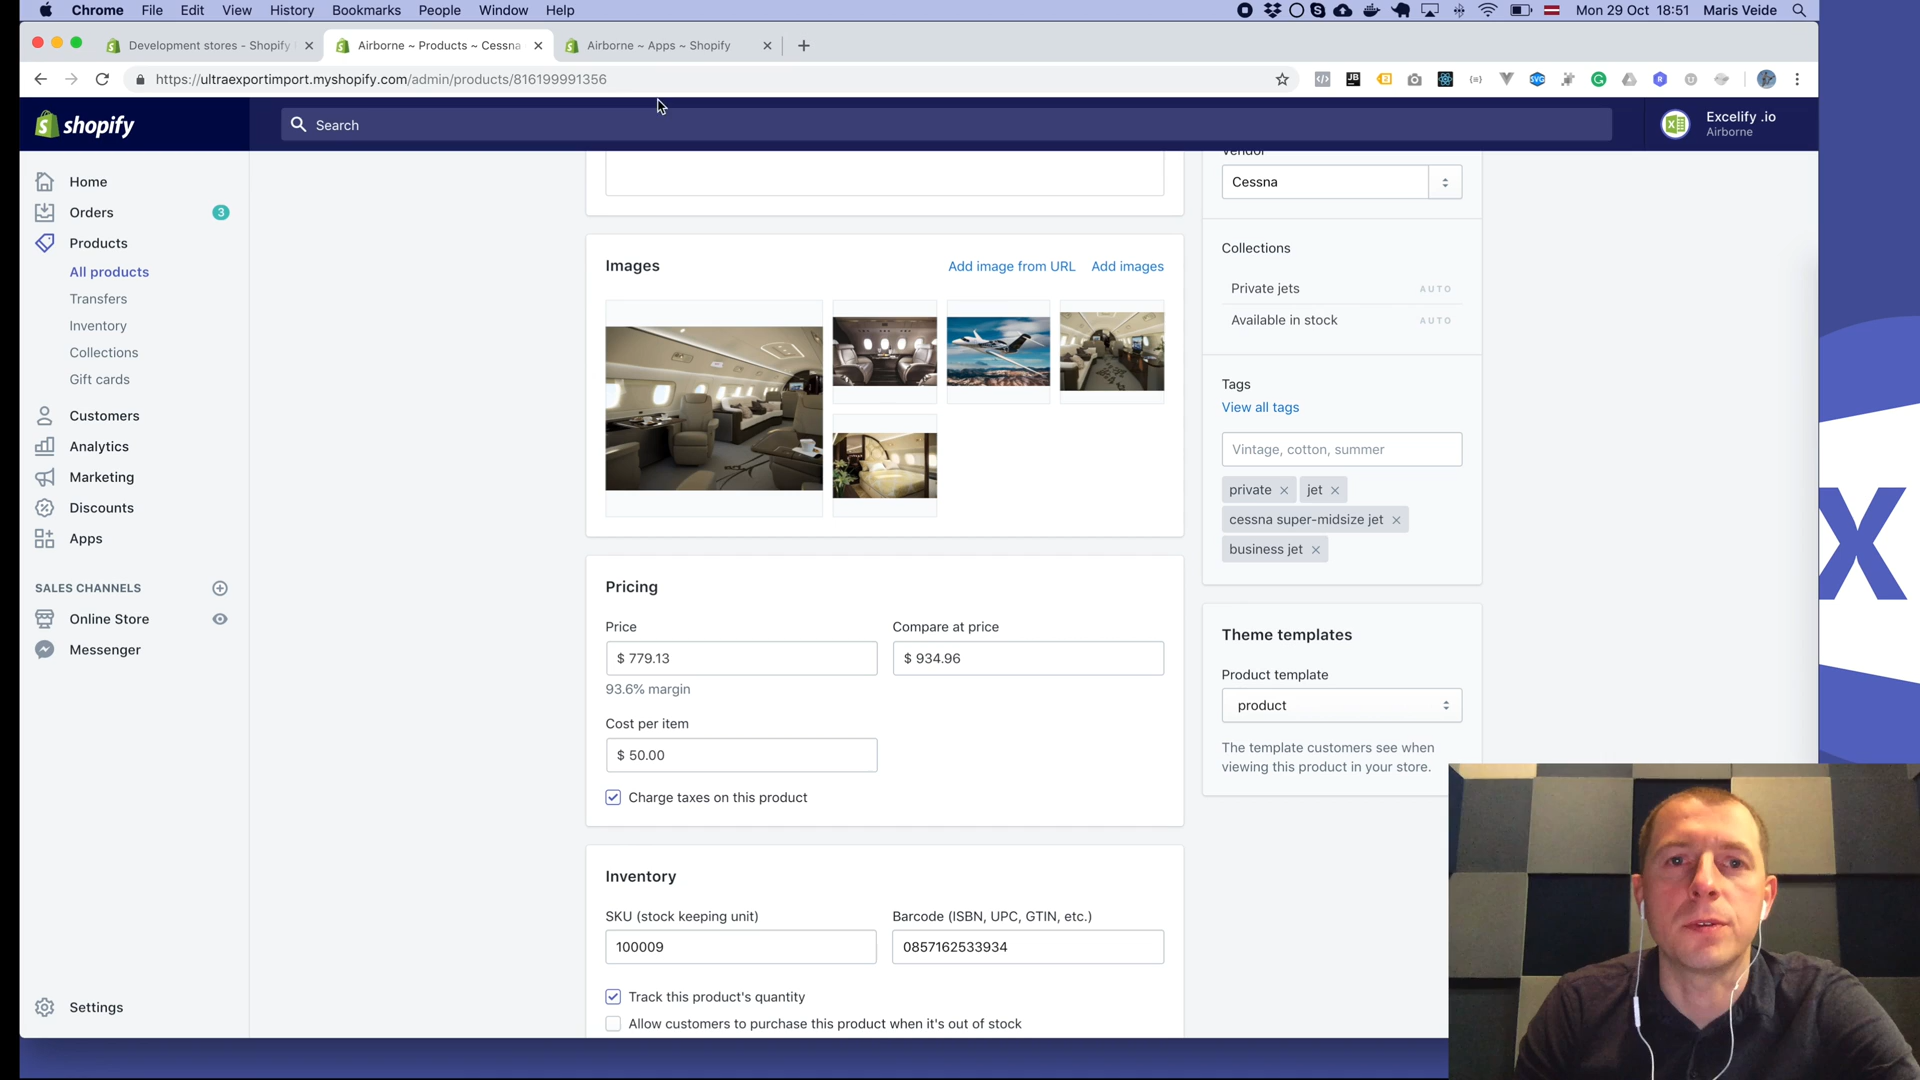 Chrome File Edit View History Bookmarks People Window Help Mon 29 Oct 18:51 Maris Veide
Development stores - Shopify Airborne ~ Products ~ Cessna Airborne ~ Apps ~ Shopify
https://ultraexportimport.myshopify.com/admin/products/816199991356
shopify
Search
Excelify .io
Airborne
Home
Orders 3
Products
All products
Transfers
Inventory
Collections
Gift cards
Customers
Analytics
Marketing
Discounts
Apps
SALES CHANNELS
Online Store
Messenger
Settings
Images
Add image from URL Add images
Pricing
Price
Compare at price
$ 779.13
$ 934.96
93.6% margin
Cost per item
$ 50.00
Charge taxes on this product
Inventory
SKU (stock keeping unit)
Barcode (ISBN, UPC, GTIN, etc.)
100009
0857162533934
Track this product's quantity
Allow customers to purchase this product when it's out of stock
Vendor
Cessna
Collections
Private jets AUTO
Available in stock AUTO
Tags
View all tags
Vintage, cotton, summer
private jet
cessna super-midsize jet
business jet
Theme templates
Product template
product
The template customers see when
viewing this product in your store.
X